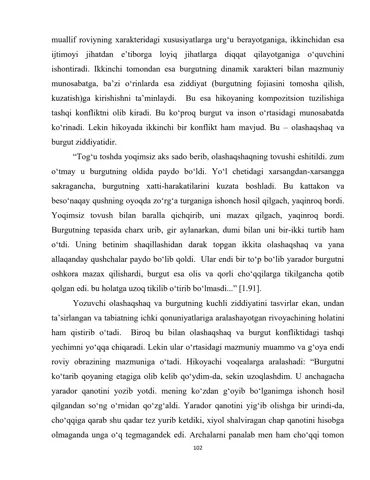 muallif roviyning xarakteridagi xususiyatlarga urg‘u berayotganiga, ikkinchidan esa
ijtimoyi jihatdan e’tiborga loyiq jihatlarga diqqat qilayotganiga o‘quvchini
ishontiradi. Ikkinchi tomondan esa burgutning dinamik xarakteri bilan mazmuniy
munosabatga, ba’zi o‘rinlarda esa ziddiyat (burgutning fojiasini tomosha qilish,
kuzatish)ga kirishishni ta’minlaydi. Bu esa hikoyaning kompozitsion tuzilishiga
tashqi konfliktni olib kiradi. Bu ko‘proq burgut va inson o‘rtasidagi munosabatda
ko‘rinadi. Lekin hikoyada ikkinchi bir konflikt ham mavjud. Bu – olashaqshaq va
burgut ziddiyatidir.
“Tog‘u toshda yoqimsiz aks sado berib, olashaqshaqning tovushi eshitildi. zum
o‘tmay u burgutning oldida paydo bo‘ldi. Yo‘l chetidagi xarsangdan-xarsangga
sakragancha, burgutning xatti-harakatilarini kuzata boshladi. Bu kattakon va
beso‘naqay qushning oyoqda zo‘rg‘a turganiga ishonch hosil qilgach, yaqinroq bordi.
Yoqimsiz tovush bilan baralla qichqirib, uni mazax qilgach, yaqinroq bordi.
Burgutning tepasida charx urib, gir aylanarkan, dumi bilan uni bir-ikki turtib ham
o‘tdi. Uning betinim shaqillashidan darak topgan ikkita olashaqshaq va yana
allaqanday qushchalar paydo bo‘lib qoldi. Ular endi bir to‘p bo‘lib yarador burgutni
oshkora mazax qilishardi, burgut esa olis va qorli cho‘qqilarga tikilgancha qotib
qolgan edi. bu holatga uzoq tikilib o‘tirib bo‘lmasdi...” [1.91].
Yozuvchi olashaqshaq va burgutning kuchli ziddiyatini tasvirlar ekan, undan
ta’sirlangan va tabiatning ichki qonuniyatlariga aralashayotgan rivoyachining holatini
ham qistirib o‘tadi. Biroq bu bilan olashaqshaq va burgut konfliktidagi tashqi
yechimni yo‘qqa chiqaradi. Lekin ular o‘rtasidagi mazmuniy muammo va g‘oya endi
roviy obrazining mazmuniga o‘tadi. Hikoyachi voqealarga aralashadi: “Burgutni
ko‘tarib qoyaning etagiga olib kelib qo‘ydim-da, sekin uzoqlashdim. U anchagacha
yarador qanotini yozib yotdi. mening ko‘zdan g‘oyib bo‘lganimga ishonch hosil
qilgandan so‘ng o‘rnidan qo‘zg‘aldi. Yarador qanotini yig‘ib olishga bir urindi-da,
cho‘qqiga qarab shu qadar tez yurib ketdiki, xiyol shalviragan chap qanotini hisobga
olmaganda unga o‘q tegmagandek edi. Archalarni panalab men ham cho‘qqi tomon
102